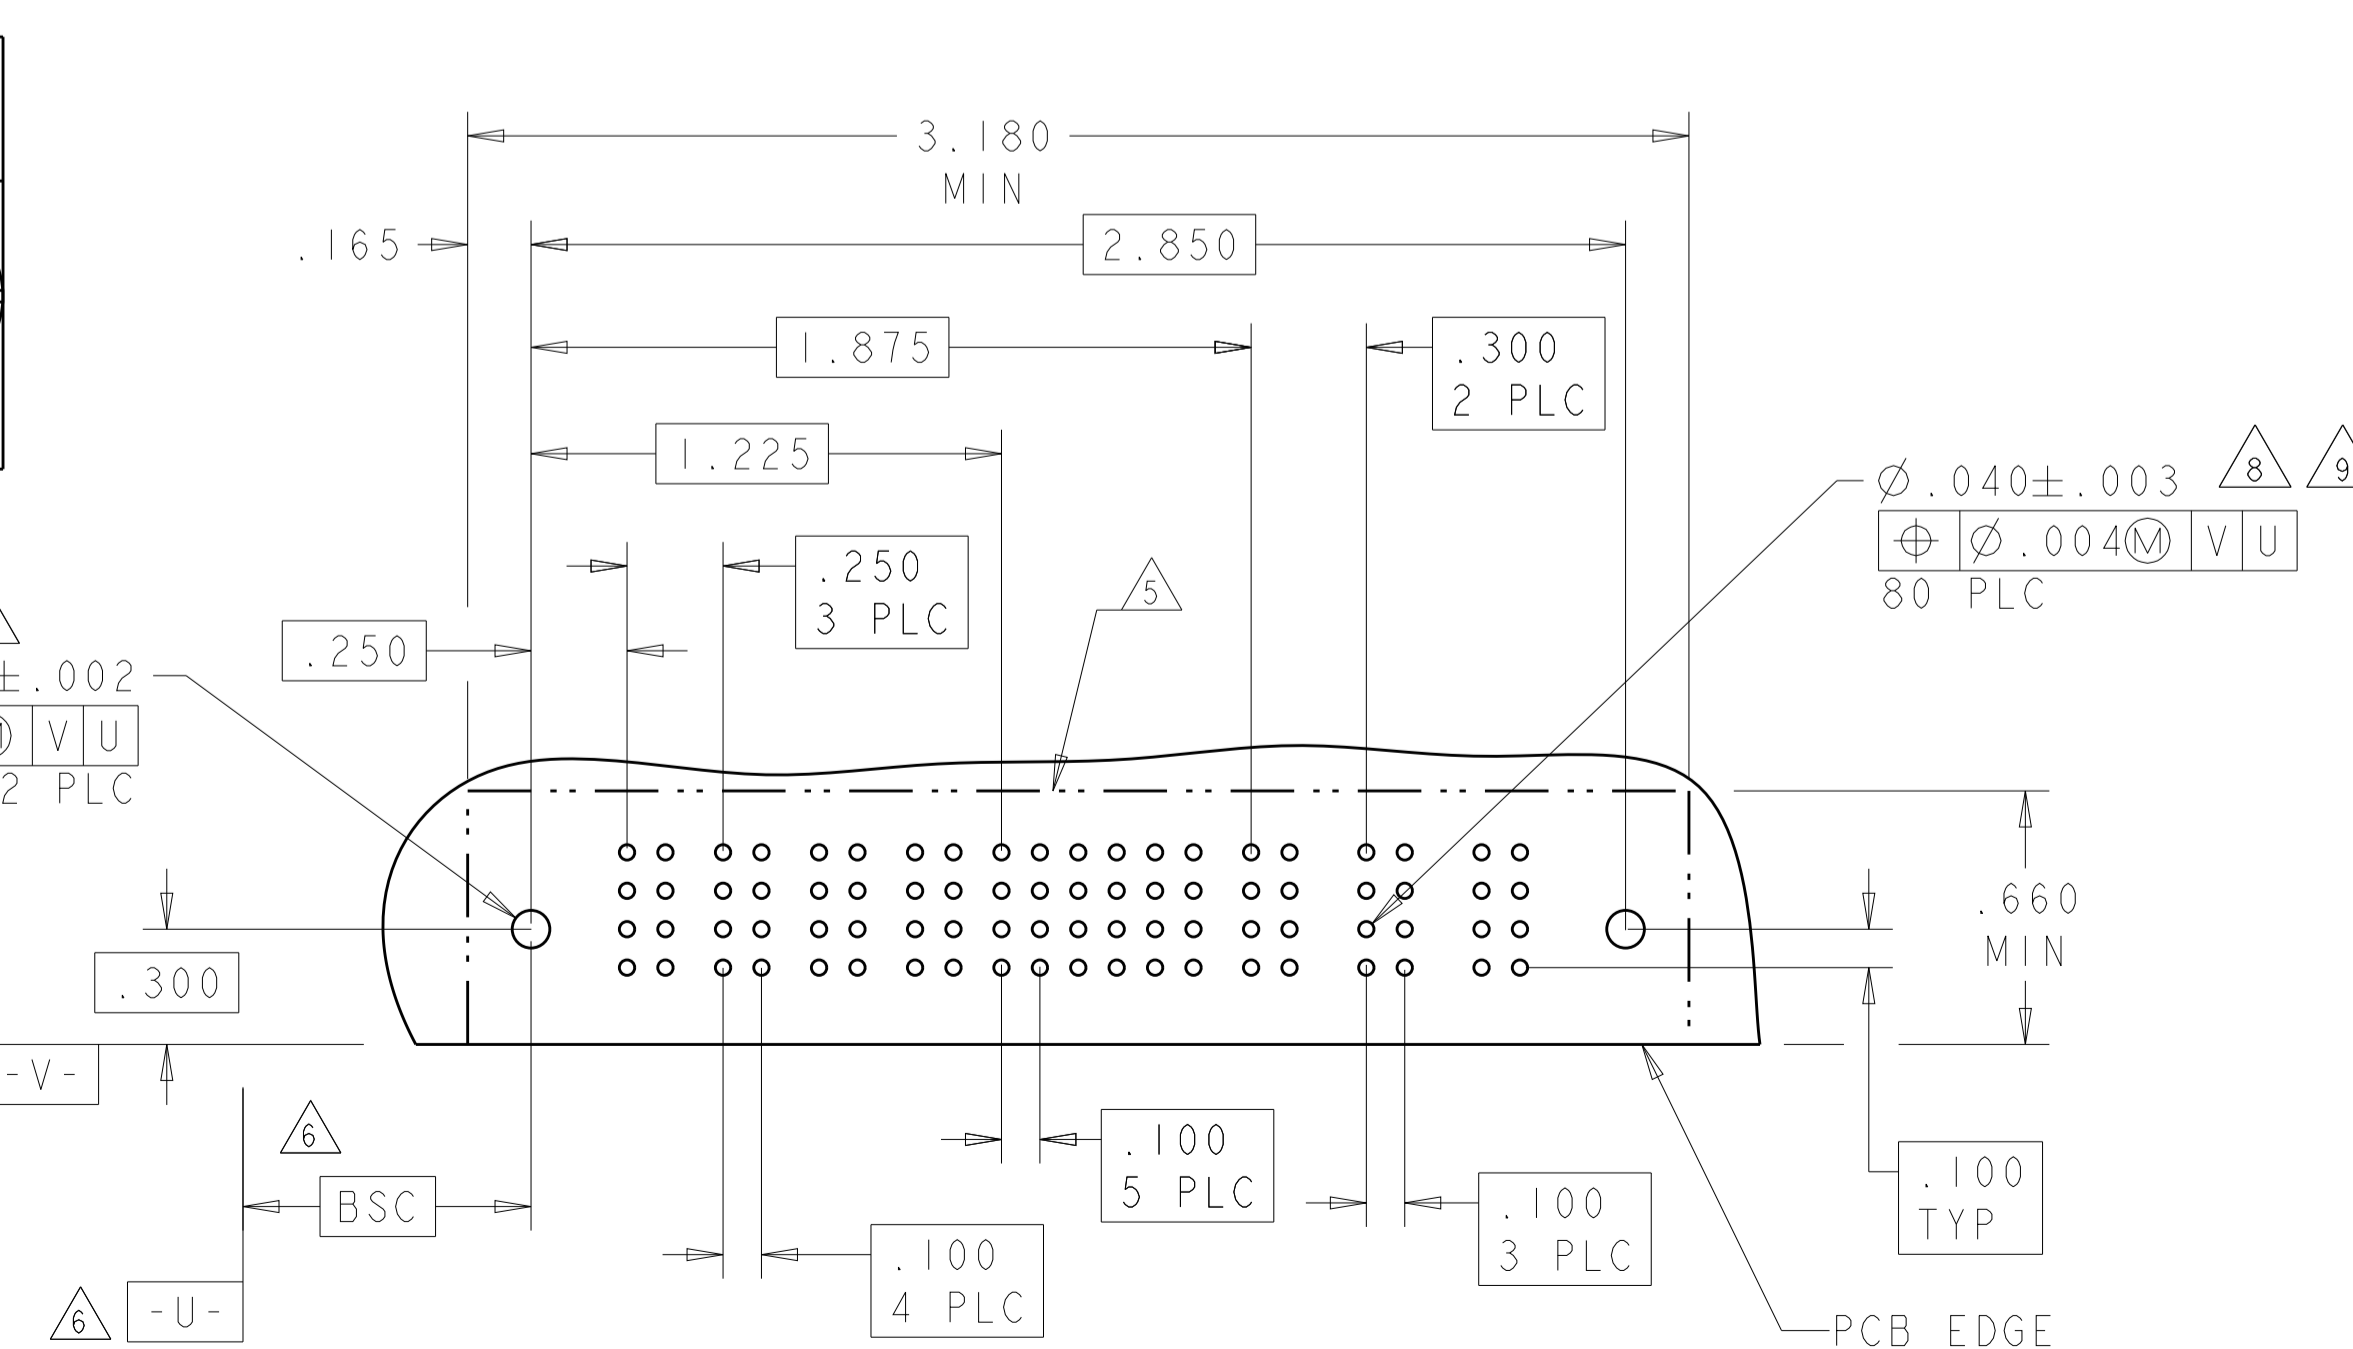 3.180
MIN
.165
2.850
1.875
.300
2 PLC
1.225
Ø.040±.003
8
9
⌖ Ø.004Ⓜ V U
80 PLC
.250
3 PLC
5
.250
±.002
Ⓜ V U
2 PLC
.660
MIN
.300
-V-
6
.100
5 PLC
.100
TYP
BSC
.100
3 PLC
.100
4 PLC
6
-U-
PCB EDGE